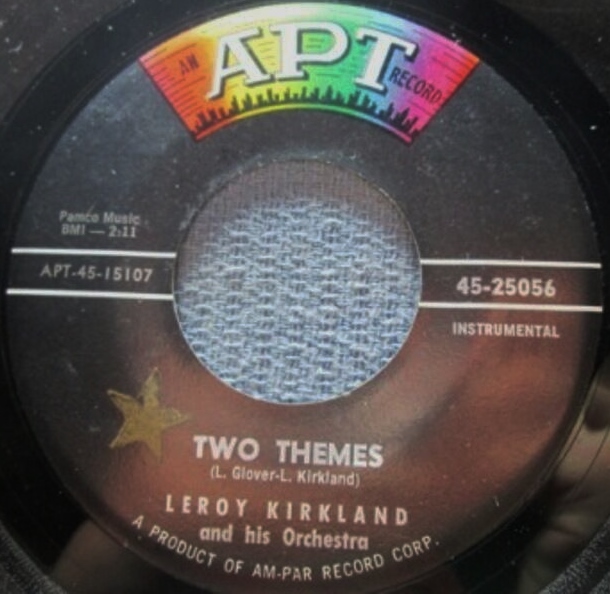 AN APT RECORD
Pamco Music
BMI — 2:11
APT-45-15107
45-25056
INSTRUMENTAL
TWO THEMES
(L. Glover-L. Kirkland)
LEROY KIRKLAND
and his Orchestra
A PRODUCT OF AM-PAR RECORD CORP.